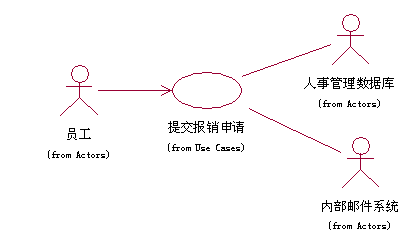 人事管理数据库
(from Actors)
员工
(from Actors)
提交报销申请
(from Use Cases)
内部邮件系统
(from Actors)